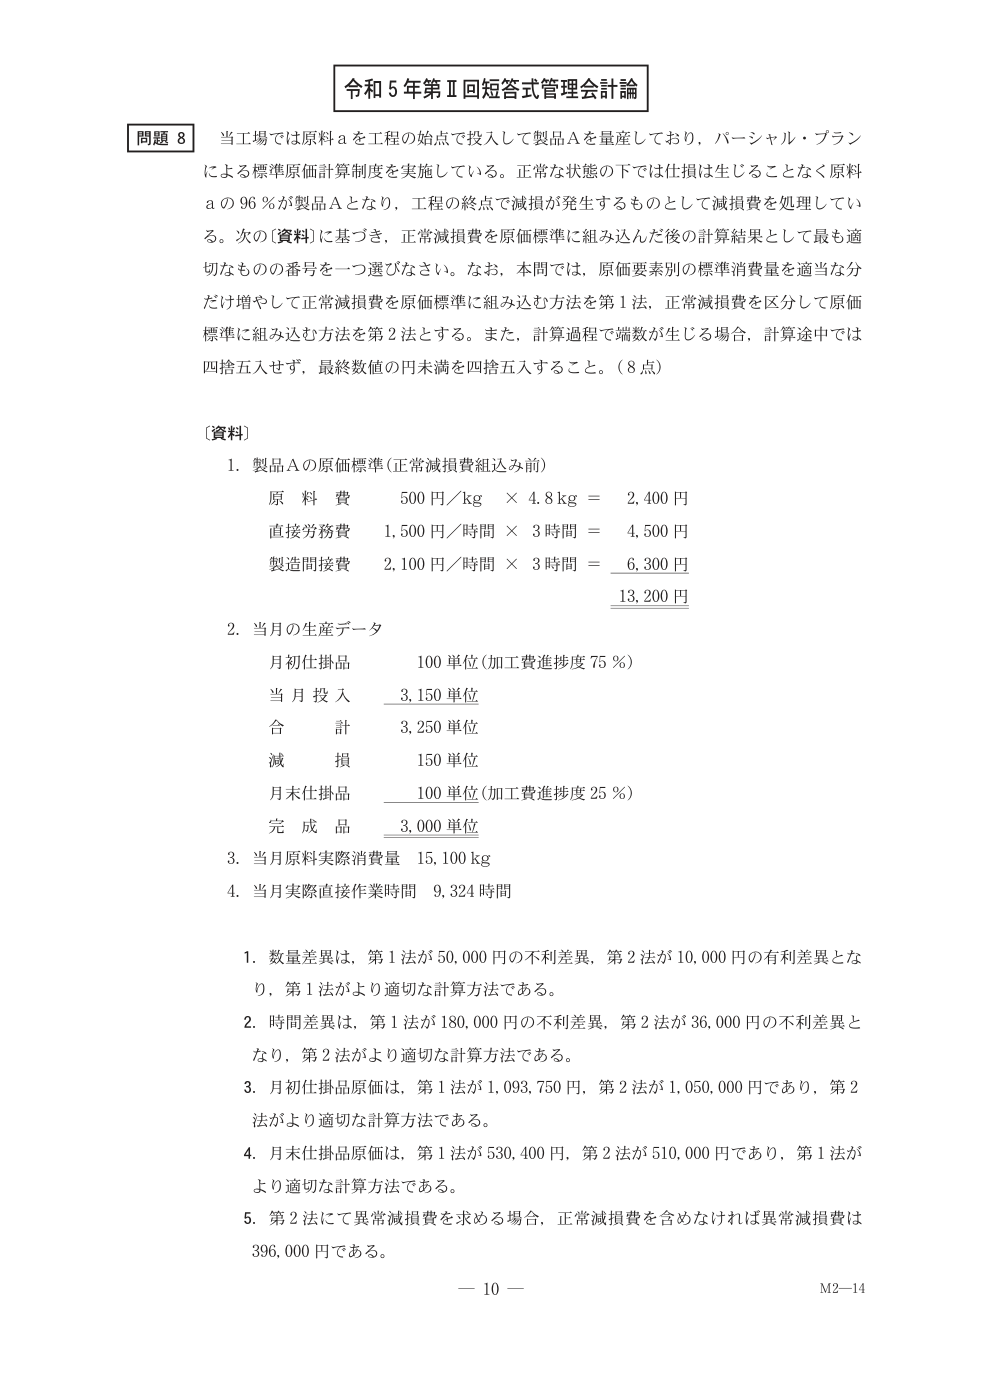 令和5年第Ⅱ回短答式管理会計論
問題 8 当工場では原料aを工程の始点で投入して製品Aを量産しており，パーシャル・プラン
による標準原価計算制度を実施している。正常な状態の下では仕損は生じることなく原料
aの96％が製品Aとなり，工程の終点で減損が発生するものとして減損費を処理してい
る。次の〔資料〕に基づき，正常減損費を原価標準に組み込んだ後の計算結果として最も適
切なものの番号を一つ選びなさい。なお，本問では，原価要素別の標準消費量を適当な分
だけ増やして正常減損費を原価標準に組み込む方法を第1法，正常減損費を区分して原価
標準に組み込む方法を第2法とする。また，計算過程で端数が生じる場合，計算途中では
四捨五入せず，最終数値の円未満を四捨五入すること。（8点）
〔資料〕
1. 製品Aの原価標準（正常減損費組込み前）
原料費 500円／kg × 4.8kg = 2,400円
直接労務費 1,500円／時間 × 3時間 = 4,500円
製造間接費 2,100円／時間 × 3時間 = 6,300円
13,200円
2. 当月の生産データ
月初仕掛品 100単位（加工費進捗度75％）
当月投入 3,150単位
合計 3,250単位
減損 150単位
月末仕掛品 100単位（加工費進捗度25％）
完成品 3,000単位
3. 当月原料実際消費量 15,100kg
4. 当月実際直接作業時間 9,324時間
1. 数量差異は，第1法が50,000円の不利差異，第2法が10,000円の有利差異とな
り，第1法がより適切な計算方法である。
2. 時間差異は，第1法が180,000円の不利差異，第2法が36,000円の不利差異と
なり，第2法がより適切な計算方法である。
3. 月初仕掛品原価は，第1法が1,093,750円，第2法が1,050,000円であり，第2
法がより適切な計算方法である。
4. 月末仕掛品原価は，第1法が530,400円，第2法が510,000円であり，第1法が
より適切な計算方法である。
5. 第2法にて異常減損費を求める場合，正常減損費を含めなければ異常減損費は
396,000円である。
— 10 —
M2—14